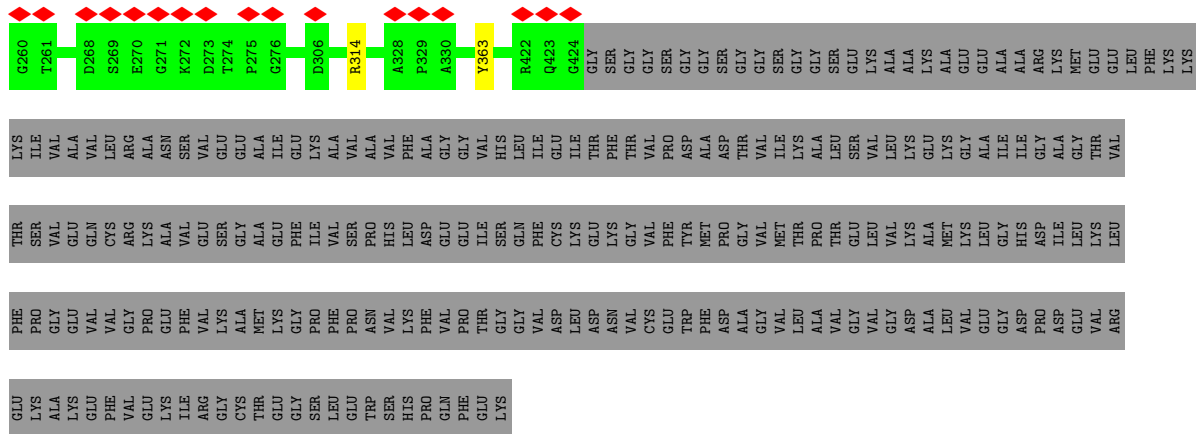 G260 T261 D268 S269 E270 G271 K272 D273 T274 P275 G276 D306 R314 A328 P329 A330 Y363 R422 Q423 G424 GLY SER GLY GLY SER GLY GLY SER GLY GLY SER GLY GLY SER GLU LYS ALA ALA LYS ALA GLU GLU ALA ALA ARG LYS MET GLU GLU LEU PHE LYS LYS
LYS ILE VAL ALA VAL LEU ARG ALA ASN SER VAL GLU GLU ALA ILE GLU LYS ALA VAL ALA VAL PHE ALA GLY GLY VAL HIS LEU ILE GLU ILE THR PHE THR VAL PRO ASP ALA ASP THR VAL ILE LYS ALA LEU SER VAL LEU LYS GLU LYS GLY ALA ILE ILE GLY ALA GLY THR VAL
THR SER VAL GLU GLN CYS ARG LYS ALA VAL GLU SER GLY ALA GLU PHE ILE VAL SER PRO HIS LEU ASP GLU GLU ILE SER GLN PHE CYS LYS GLU LYS GLY VAL PHE TYR MET PRO GLY VAL MET THR PRO THR GLU LEU VAL LYS ALA MET LYS LEU GLY HIS ASP ILE LEU LYS LEU
PHE PRO GLY GLU VAL VAL GLY PRO GLU PHE VAL LYS ALA MET LYS GLY PRO PHE PRO ASN VAL LYS PHE VAL PRO THR GLY GLY VAL ASP LEU ASP ASN VAL CYS GLU TRP PHE ASP ALA GLY VAL LEU ALA VAL GLY VAL GLY ASP ALA LEU VAL GLU GLY ASP PRO ASP GLU VAL ARG
GLU LYS ALA LYS GLU PHE VAL GLU LYS ILE ARG GLY CYS THR GLU GLY SER LEU GLU TRP SER HIS PRO GLN PHE GLU LYS